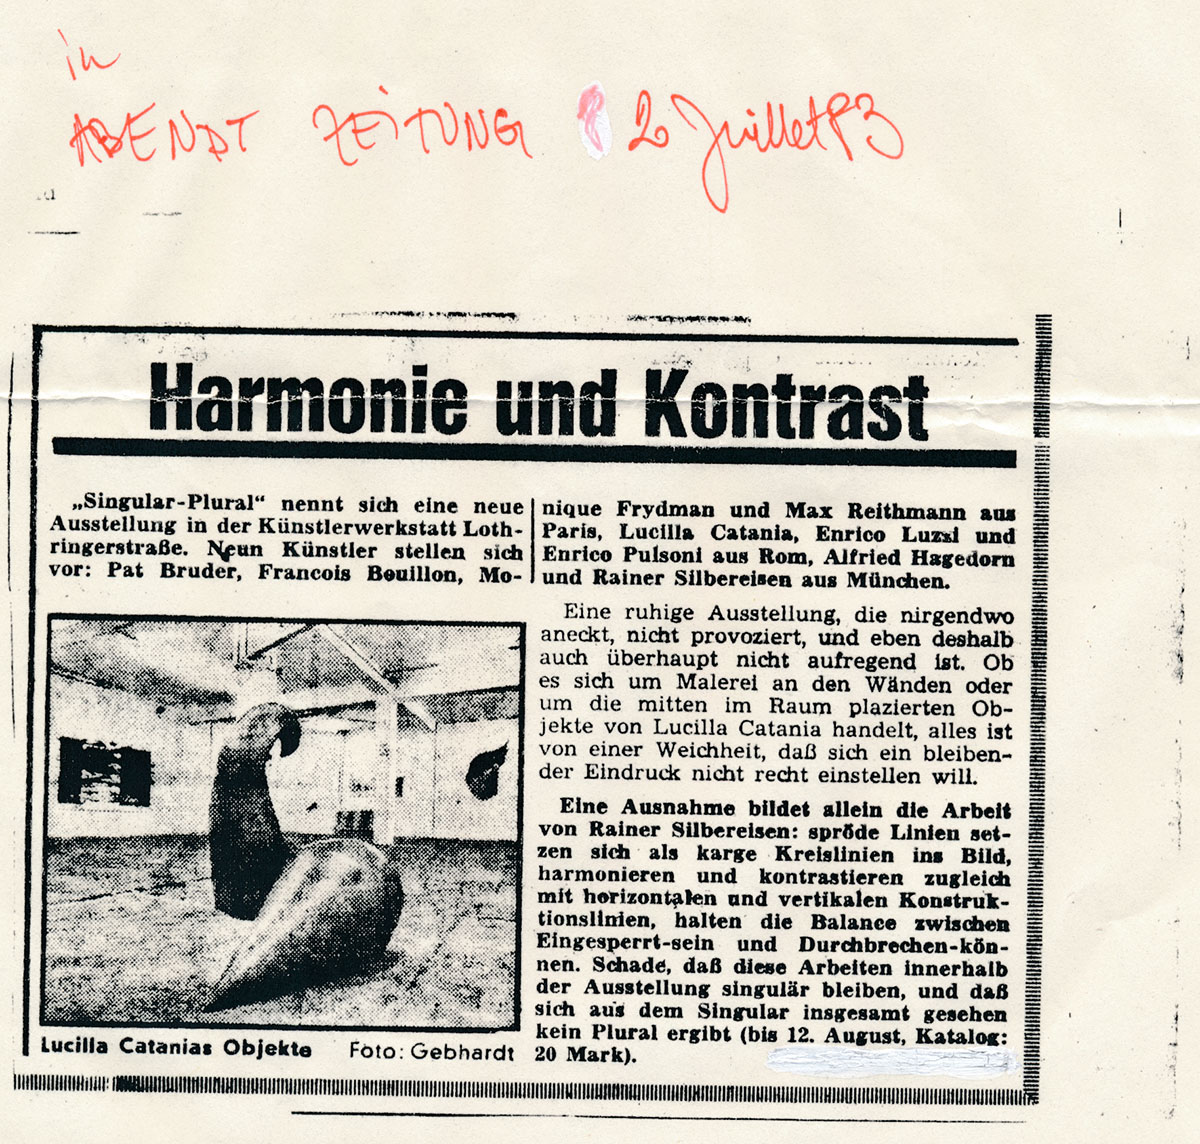 in
ABENDT ZEITUNG 2 Juillet 83
Harmonie und Kontrast
„Singular-Plural“ nennt sich eine neue
Ausstellung in der Künstlerwerkstatt Loth-
ringerstraße. Neun Künstler stellen sich
vor: Pat Bruder, Francois Bouillon, Mo-
nique Frydman und Max Reithmann aus
Paris, Lucilla Catania, Enrico Luzzi und
Enrico Pulsoni aus Rom, Alfried Hagedorn
und Rainer Silbereisen aus München.
Eine ruhige Ausstellung, die nirgendwo
aneckt, nicht provoziert, und eben deshalb
auch überhaupt nicht aufregend ist. Ob
es sich um Malerei an den Wänden oder
um die mitten im Raum plazierten Ob-
jekte von Lucilla Catania handelt, alles ist
von einer Weichheit, daß sich ein bleiben-
der Eindruck nicht recht einstellen will.
Eine Ausnahme bildet allein die Arbeit
von Rainer Silbereisen: spröde Linien set-
zen sich als karge Kreislinien ins Bild,
harmonieren und kontrastieren zugleich
mit horizontalen und vertikalen Konstruk-
tionslinien, halten die Balance zwischen
Eingesperrt-sein und Durchbrechen-kön-
nen. Schade, daß diese Arbeiten innerhalb
der Ausstellung singulär bleiben, und daß
sich aus dem Singular insgesamt gesehen
kein Plural ergibt (bis 12. August, Katalog:
20 Mark).
Lucilla Catanias Objekte Foto: Gebhardt